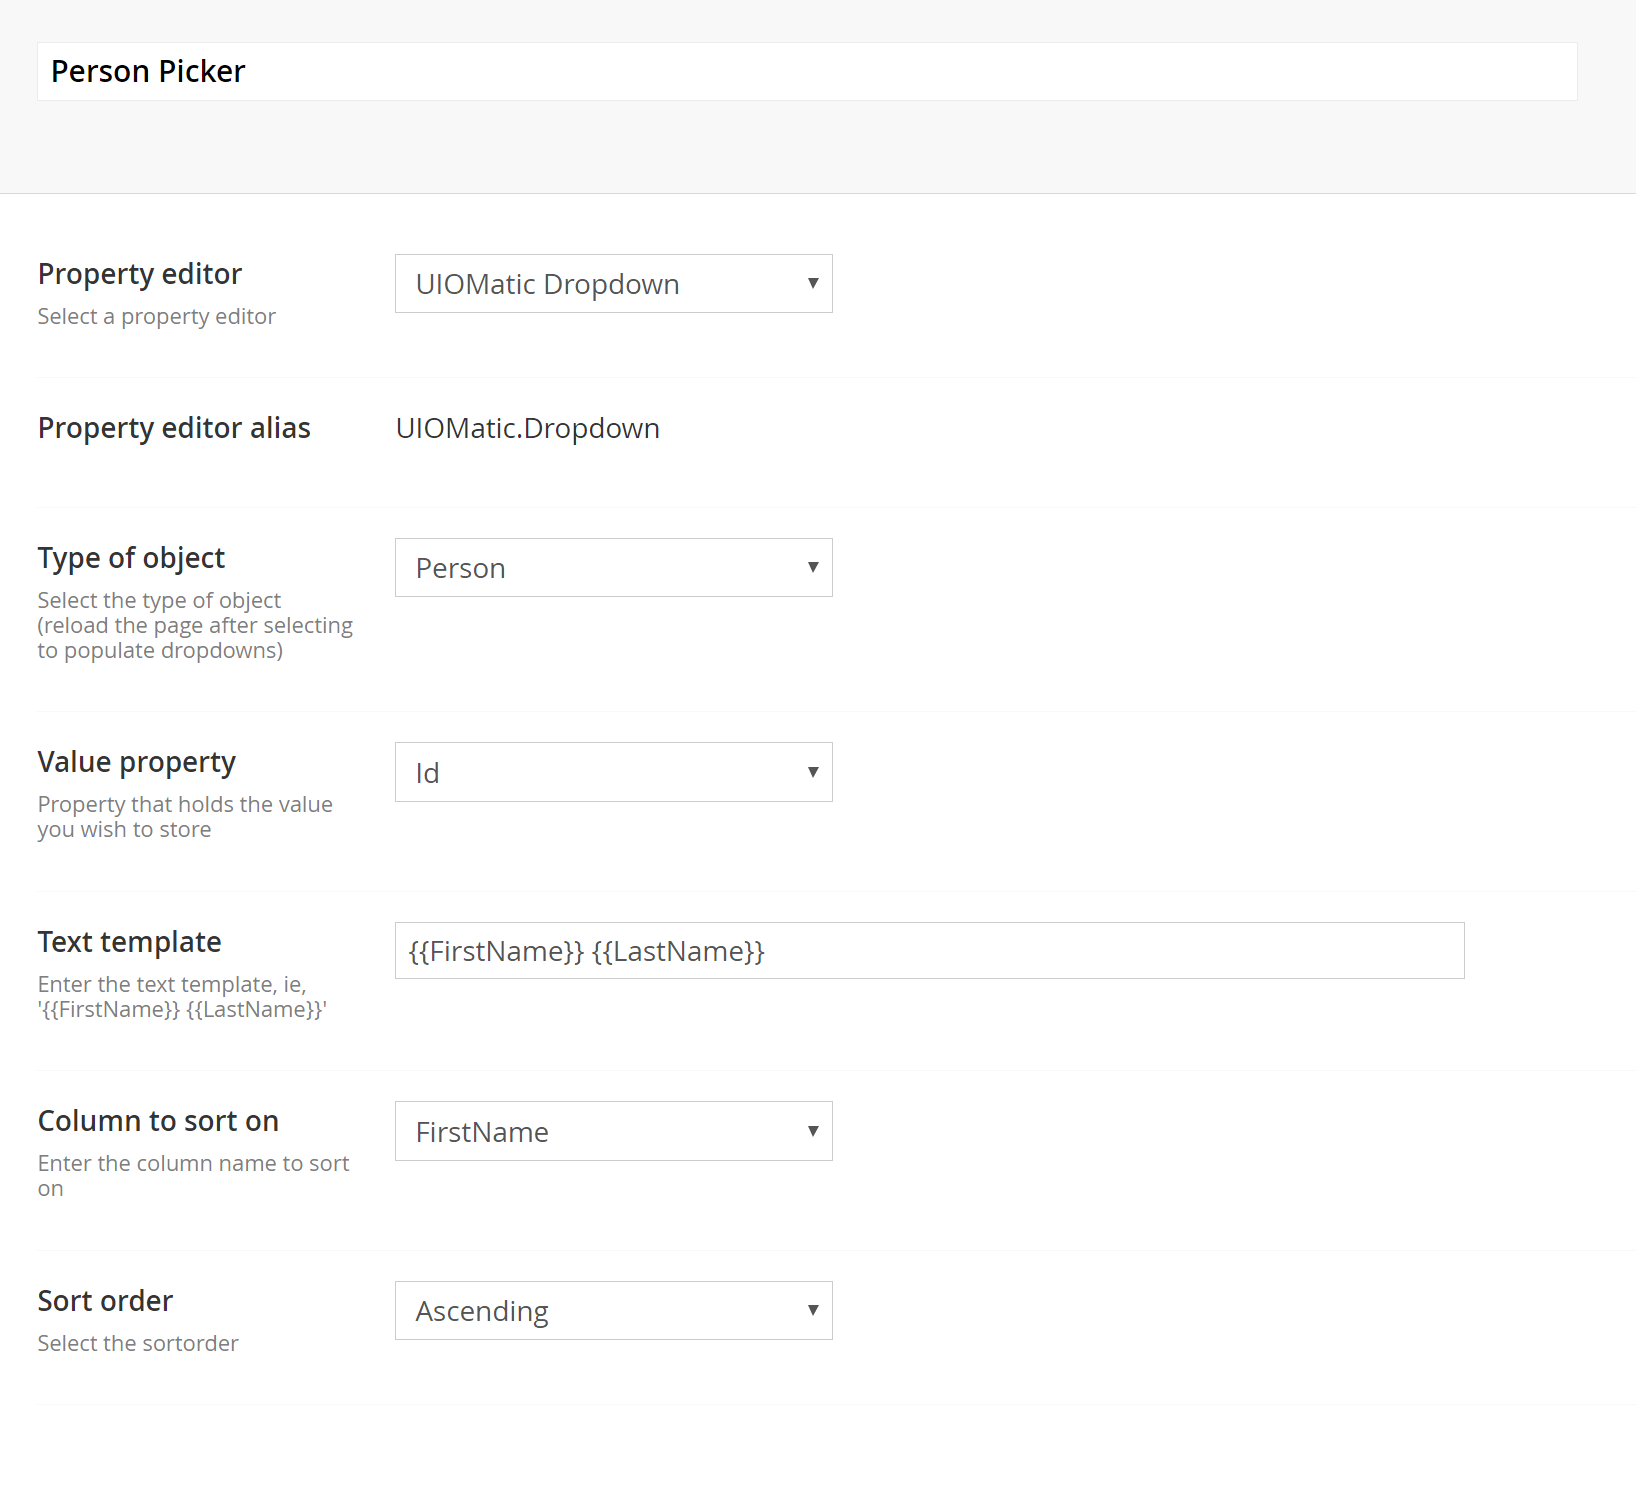 Person Picker
Property editor
UIOMatic Dropdown
Select a property editor
Property editor alias
UIOMatic.Dropdown
Type of object
Person
Select the type of object
(reload the page after selecting
to populate dropdowns)
Value property
Id
Property that holds the value
you wish to store
Text template
{{FirstName}} {{LastName}}
Enter the text template, ie,
'{{FirstName}} {{LastName}}'
Column to sort on
FirstName
Enter the column name to sort
on
Sort order
Ascending
Select the sortorder